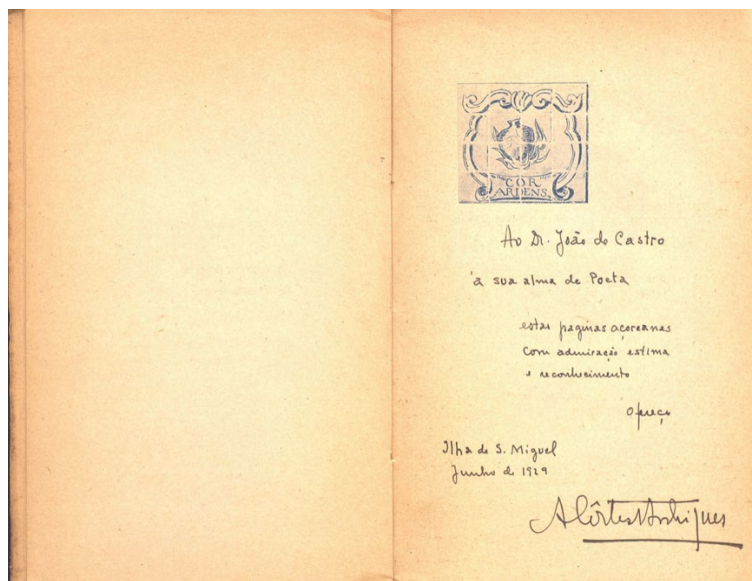 COR
ARDENS.
Ao Dr. João de Castro
à sua alma de Poeta
estas paginas açoreanas
com admiração estima
e reconhecimento
ofereço
Ilha de S. Miguel
Junho de 1929
A Côrtes-Rodrigues